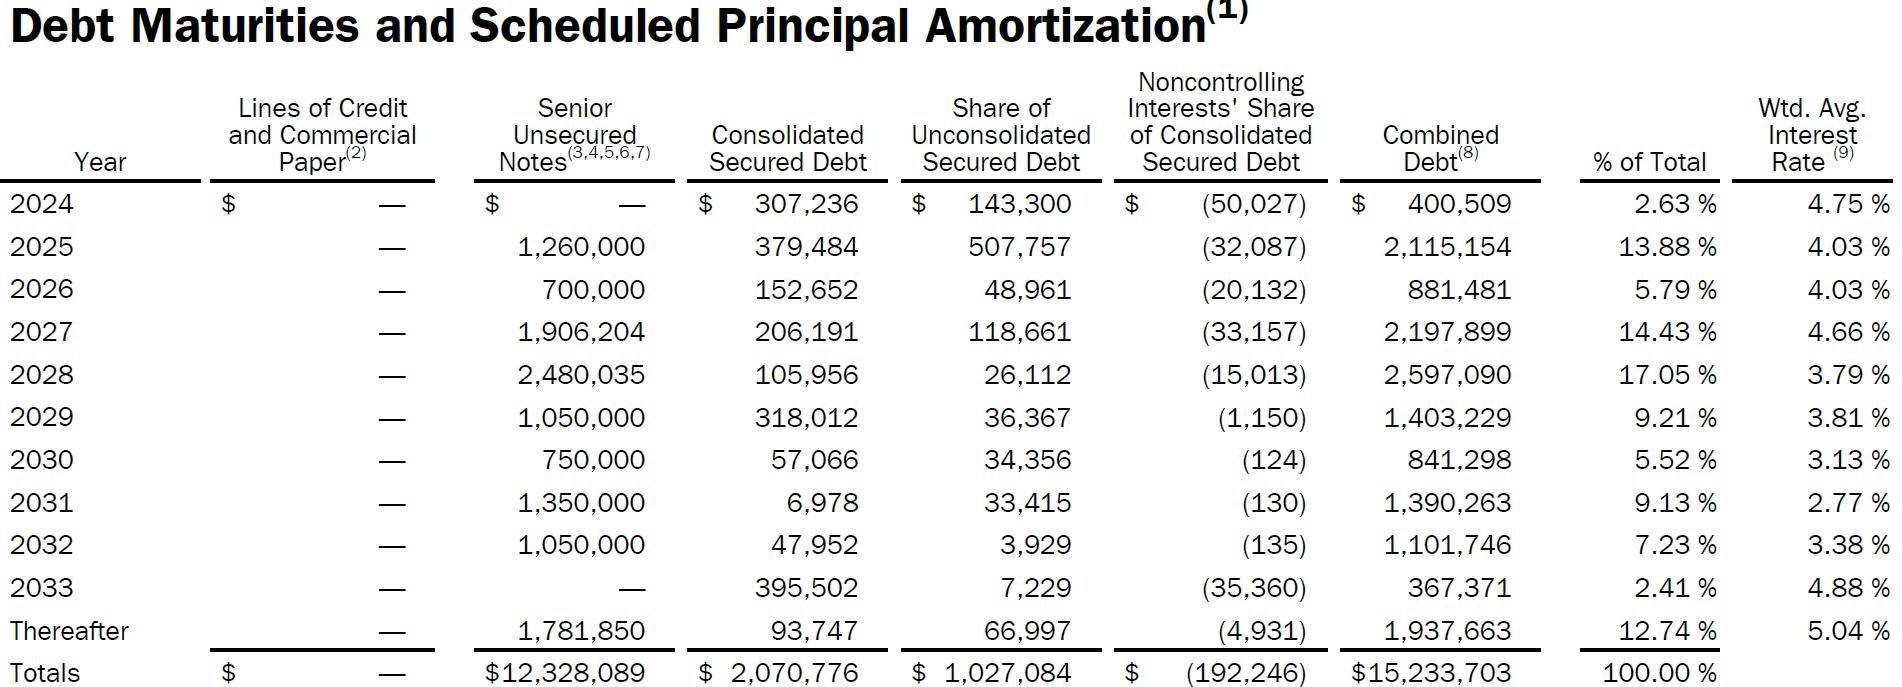 Debt Maturities and Scheduled Principal Amortization(1)
Year Lines of Credit and Commercial Paper(2) Senior Unsecured Notes(3,4,5,6,7) Consolidated Secured Debt Share of Unconsolidated Secured Debt Noncontrolling Interests' Share of Consolidated Secured Debt Combined Debt(8) % of Total Wtd. Avg. Interest Rate (9)
2024 $ — $ — $ 307,236 $ 143,300 $ (50,027) $ 400,509 2.63 % 4.75 %
2025 — 1,260,000 379,484 507,757 (32,087) 2,115,154 13.88 % 4.03 %
2026 — 700,000 152,652 48,961 (20,132) 881,481 5.79 % 4.03 %
2027 — 1,906,204 206,191 118,661 (33,157) 2,197,899 14.43 % 4.66 %
2028 — 2,480,035 105,956 26,112 (15,013) 2,597,090 17.05 % 3.79 %
2029 — 1,050,000 318,012 36,367 (1,150) 1,403,229 9.21 % 3.81 %
2030 — 750,000 57,066 34,356 (124) 841,298 5.52 % 3.13 %
2031 — 1,350,000 6,978 33,415 (130) 1,390,263 9.13 % 2.77 %
2032 — 1,050,000 47,952 3,929 (135) 1,101,746 7.23 % 3.38 %
2033 — — 395,502 7,229 (35,360) 367,371 2.41 % 4.88 %
Thereafter — 1,781,850 93,747 66,997 (4,931) 1,937,663 12.74 % 5.04 %
Totals $ — $12,328,089 $ 2,070,776 $ 1,027,084 $ (192,246) $15,233,703 100.00 %